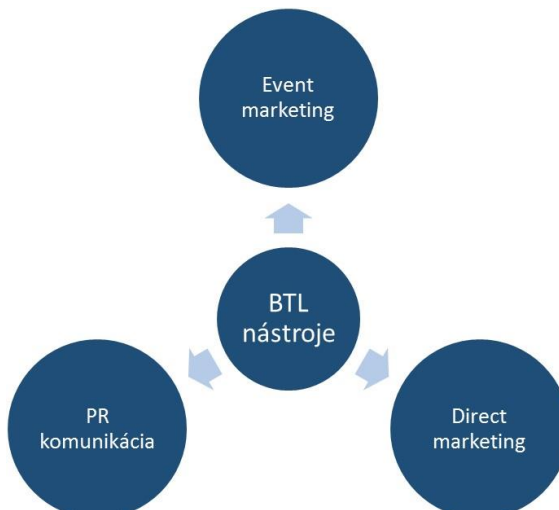 Event
marketing
BTL
nástroje
PR
komunikácia
Direct
marketing